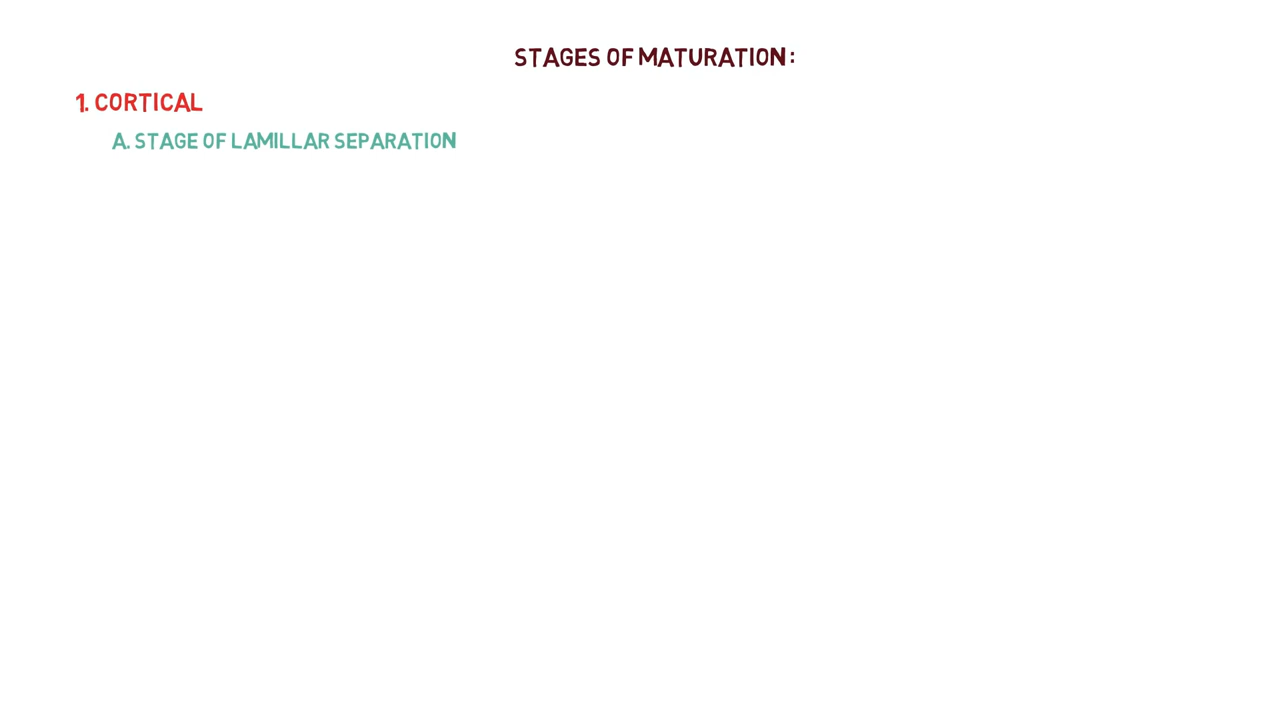 STAGES OF MATURATION:
1. CORTICAL
A. STAGE OF LAMILLAR SEPARATION